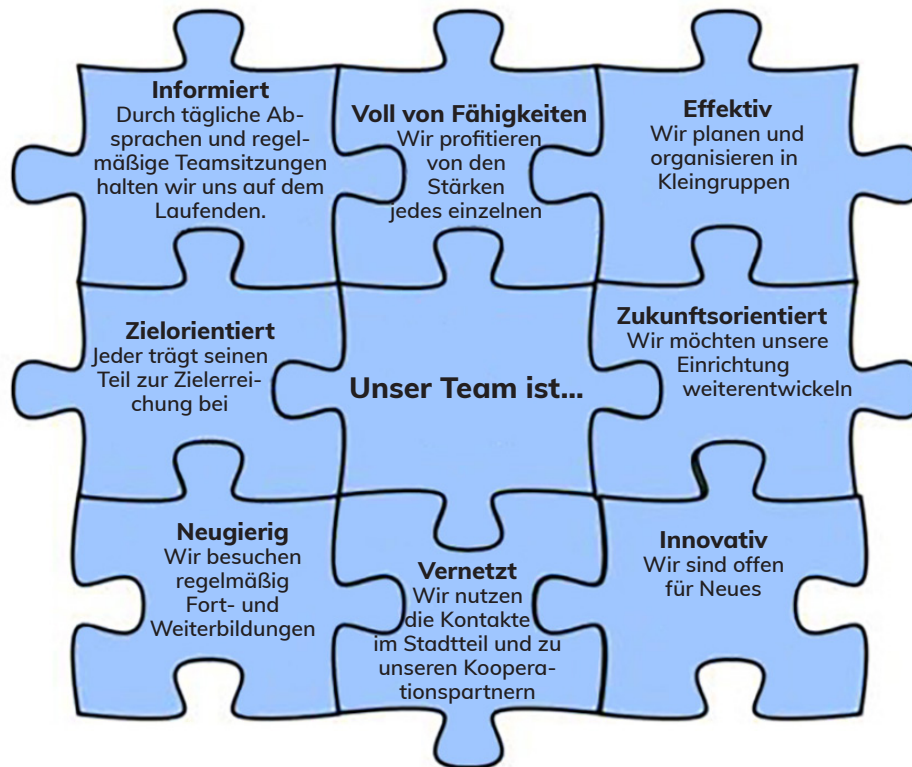 Informiert
Durch tägliche Ab-
sprachen und regel-
mäßige Teamsitzungen
halten wir uns auf dem
Laufenden.
Voll von Fähigkeiten
Wir profitieren
von den
Stärken
jedes einzelnen
Effektiv
Wir planen und
organisieren in
Kleingruppen
Zielorientiert
Jeder trägt seinen
Teil zur Zielerrei-
chung bei
Unser Team ist...
Zukunftsorientiert
Wir möchten unsere
Einrichtung
weiterentwickeln
Neugierig
Wir besuchen
regelmäßig
Fort- und
Weiterbildungen
Vernetzt
Wir nutzen
die Kontakte
im Stadtteil und zu
unseren Koopera-
tionspartnern
Innovativ
Wir sind offen
für Neues